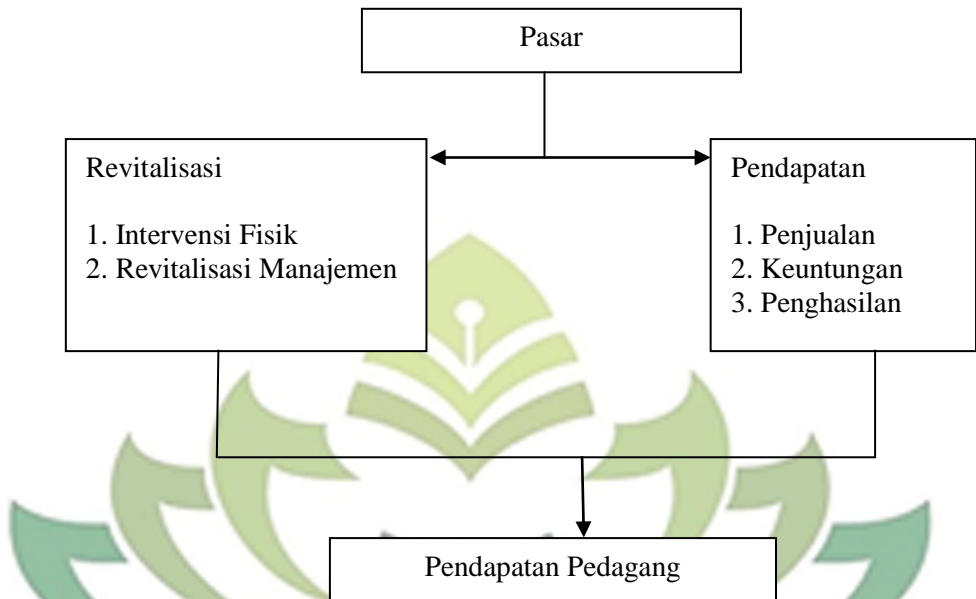 Pasar
Revitalisasi
1. Intervensi Fisik
2. Revitalisasi Manajemen
Pendapatan
1. Penjualan
2. Keuntungan
3. Penghasilan
Pendapatan Pedagang